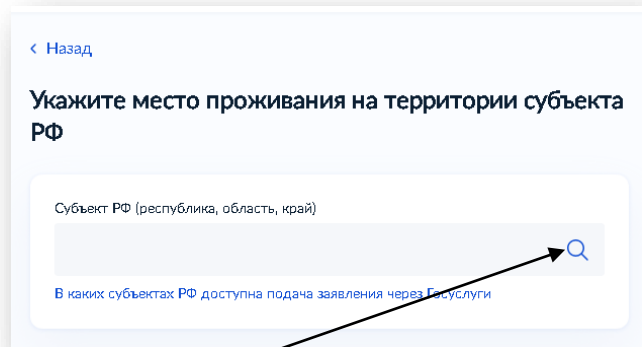 Назад
Укажите место проживания на территории субъекта
РФ
Субъект РФ (республика, область, край)
В каких субъектах РФ доступна подача заявления через Госуслуги